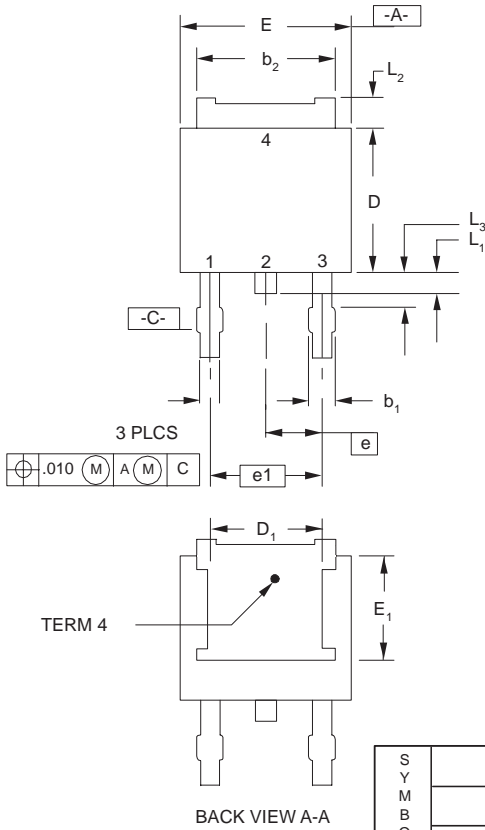 E
-A-
b2
L2
4
D
L3
L1
1 2 3
-C-
b1
3 PLCS
e
.010 M A M C
e1
D1
TERM 4
E1
BACK VIEW A-A
S
Y
M
B